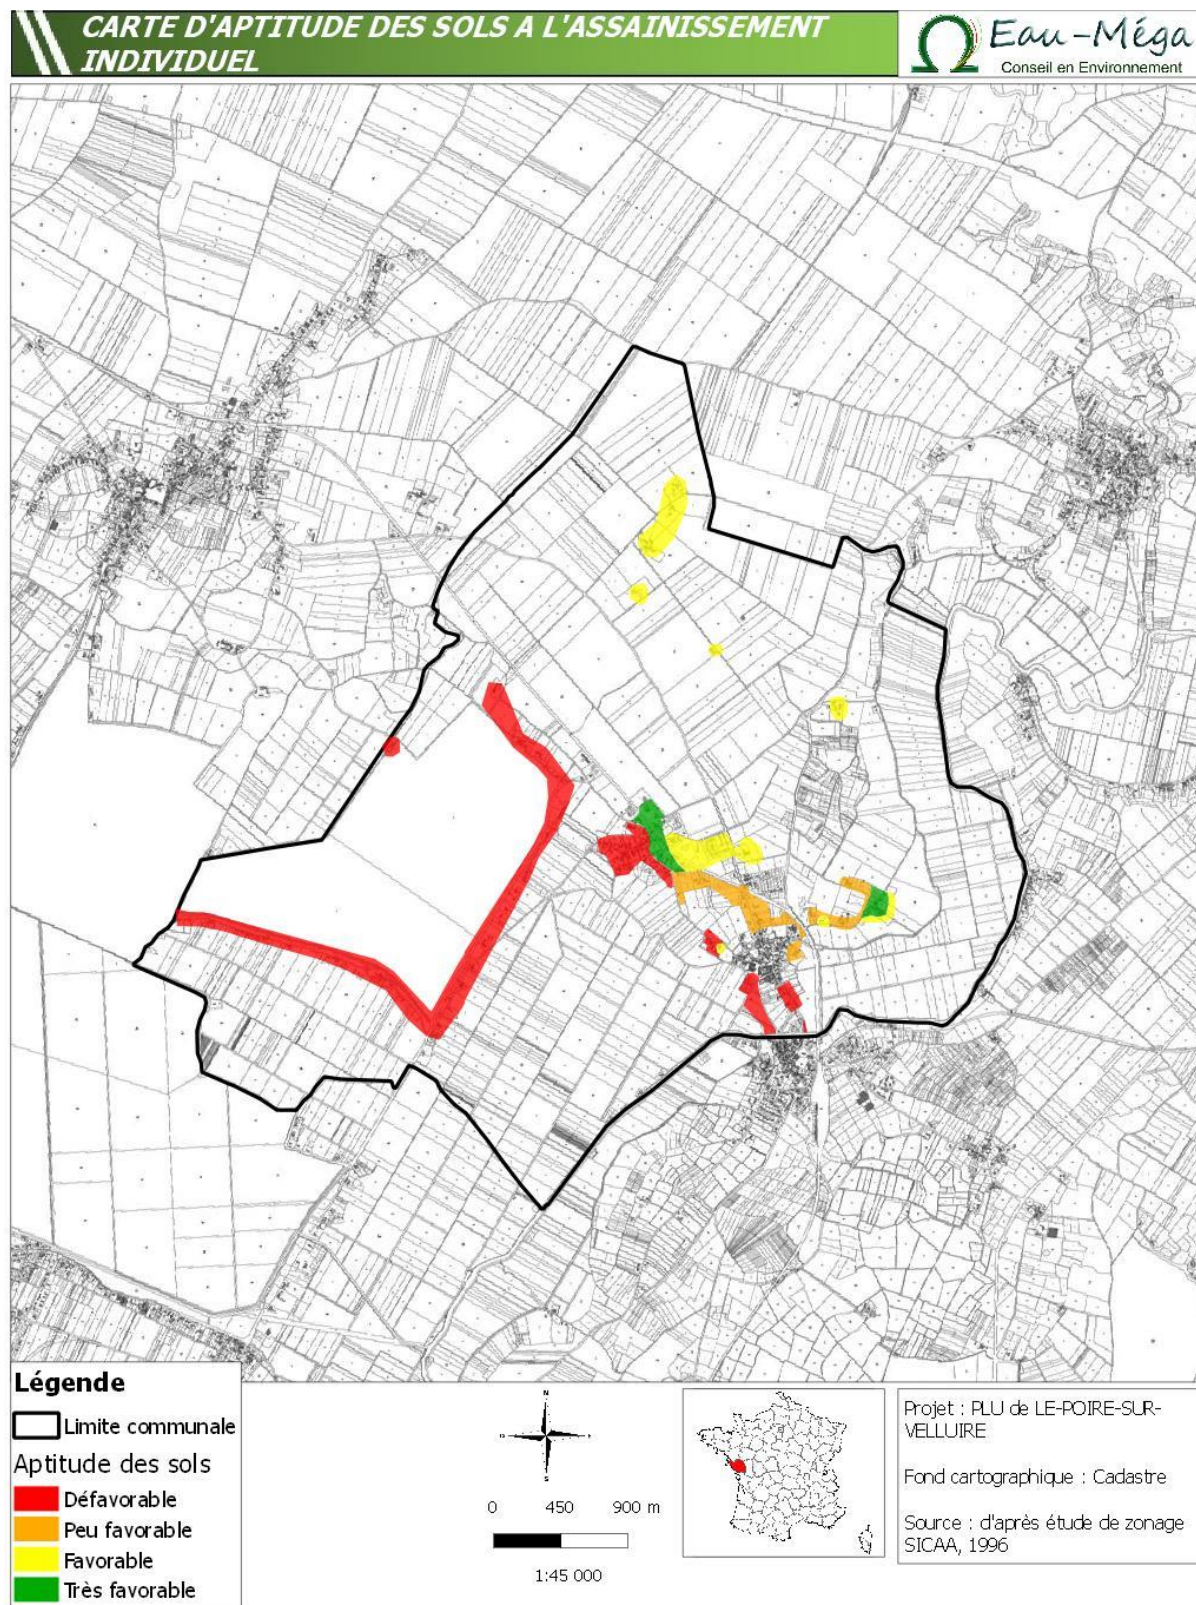 CARTE D'APTITUDE DES SOLS A L'ASSAINISSEMENT
INDIVIDUEL
Eau-Méga
Conseil en Environnement
Légende
Limite communale
Aptitude des sols
Défavorable
Peu favorable
Favorable
Très favorable
N
S
0 450 900 m
1:45 000
Projet : PLU de LE-POIRE-SUR-
VELLUIRE
Fond cartographique : Cadastre
Source : d'après étude de zonage
SICAA, 1996